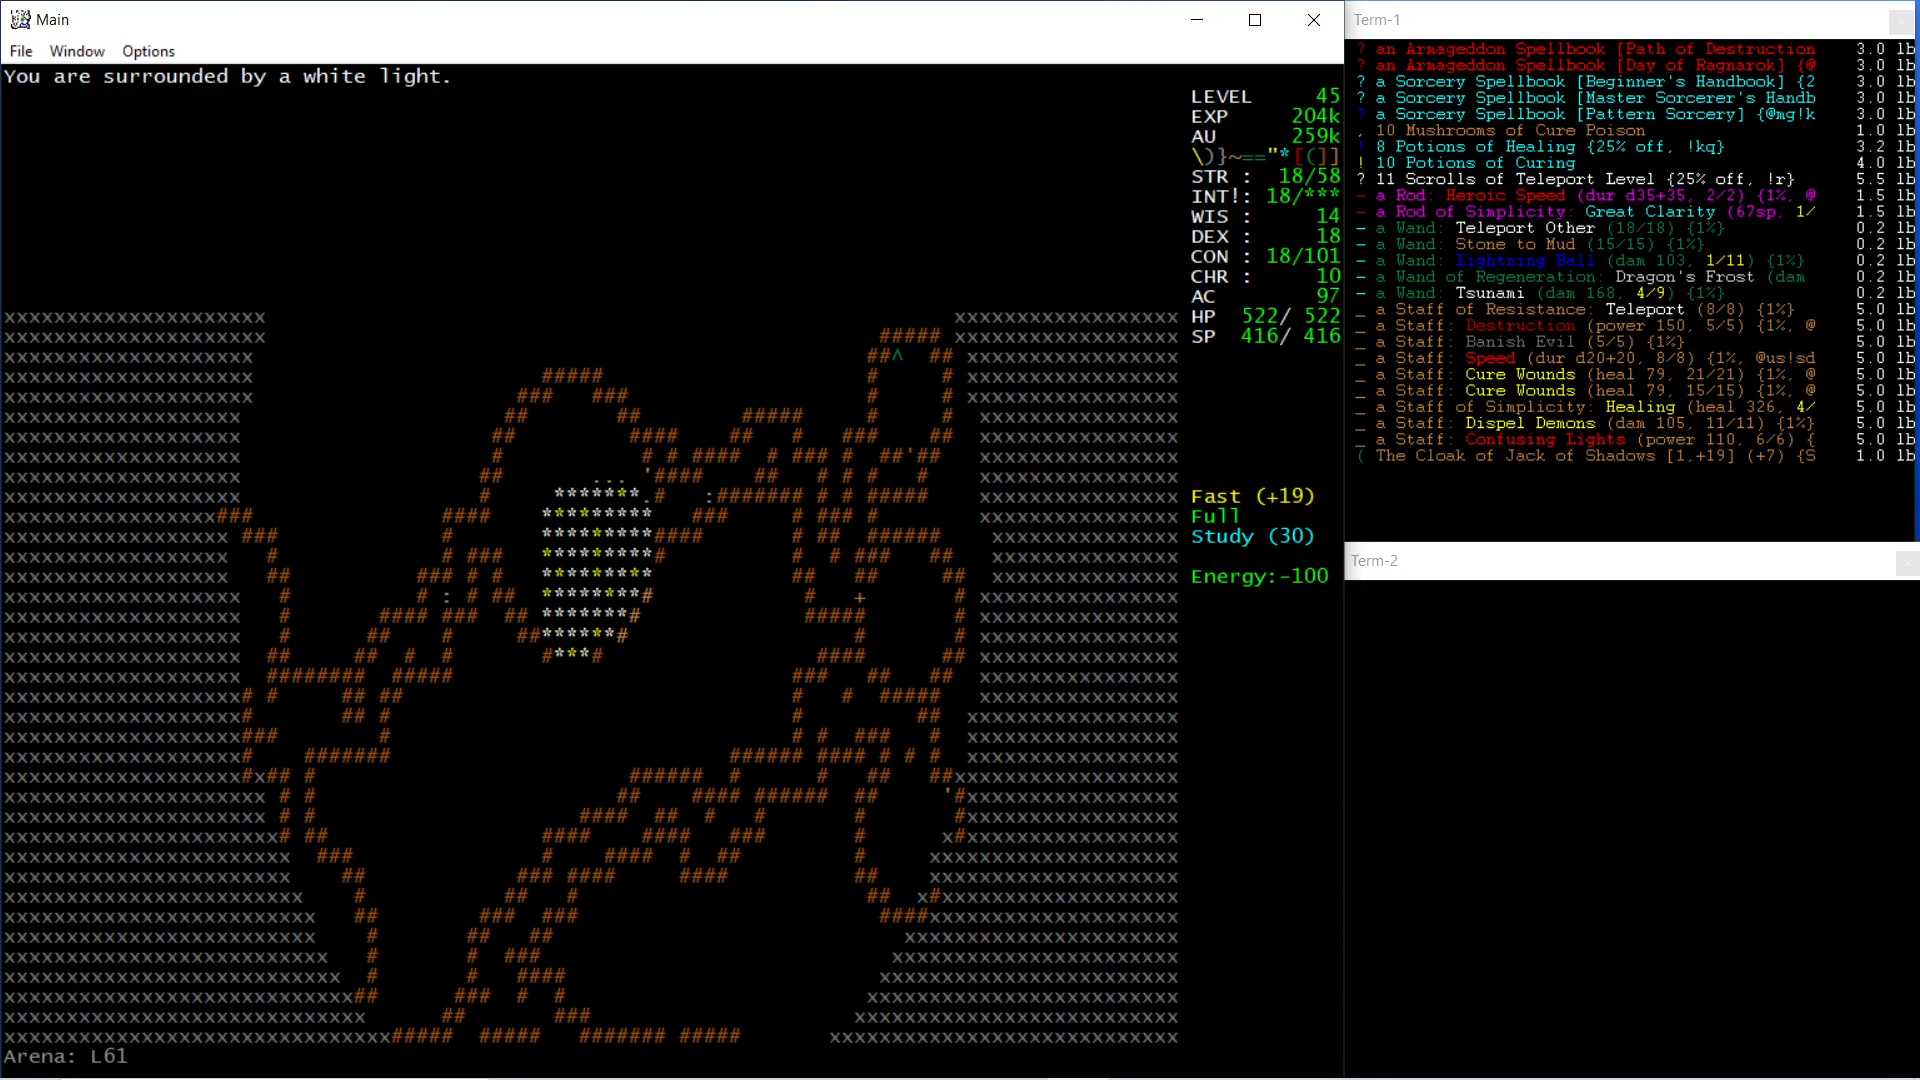 Main
File Window Options
You are surrounded by a white light.
LEVEL 45
EXP 204k
AU 259k
\)}~=="*[(]]
STR : 18/58
INT!: 18/***
WIS : 14
DEX : 18
CON : 18/101
CHR : 10
AC 97
HP 522/ 522
SP 416/ 416
Fast (+19)
Full
Study (30)
Energy:-100
Arena: L61
Term-1
? an Armageddon Spellbook [Path of Destruction 3.0 lb
? an Armageddon Spellbook [Day of Ragnarok] {@ 3.0 lb
? a Sorcery Spellbook [Beginner's Handbook] {2 3.0 lb
? a Sorcery Spellbook [Master Sorcerer's Handb 3.0 lb
? a Sorcery Spellbook [Pattern Sorcery] {@mg!k 3.0 lb
, 10 Mushrooms of Cure Poison 1.0 lb
! 8 Potions of Healing {25% off, !kq} 3.2 lb
! 10 Potions of Curing 4.0 lb
? 11 Scrolls of Teleport Level {25% off, !r} 5.5 lb
- a Rod: Heroic Speed (dur d35+35, 2/2) {1%, @ 1.5 lb
- a Rod of Simplicity: Great Clarity (67sp, 1/ 1.5 lb
- a Wand: Teleport Other (18/18) {1%} 0.2 lb
- a Wand: Stone to Mud (15/15) {1%} 0.2 lb
- a Wand: Lightning Ball (dam 103, 1/11) {1%} 0.2 lb
- a Wand of Regeneration: Dragon's Frost (dam 0.2 lb
- a Wand: Tsunami (dam 168, 4/9) {1%} 0.2 lb
_ a Staff of Resistance: Teleport (8/8) {1%} 5.0 lb
_ a Staff: Destruction (power 150, 5/5) {1%, @ 5.0 lb
_ a Staff: Banish Evil (5/5) {1%} 5.0 lb
_ a Staff: Speed (dur d20+20, 8/8) {1%, @us!sd 5.0 lb
_ a Staff: Cure Wounds (heal 79, 21/21) {1%, @ 5.0 lb
_ a Staff: Cure Wounds (heal 79, 15/15) {1%, @ 5.0 lb
_ a Staff of Simplicity: Healing (heal 326, 4/ 5.0 lb
_ a Staff: Dispel Demons (dam 105, 11/11) {1%} 5.0 lb
_ a Staff: Confusing Lights (power 110, 6/6) { 5.0 lb
( The Cloak of Jack of Shadows [1,+19] (+7) {S 1.0 lb
Term-2